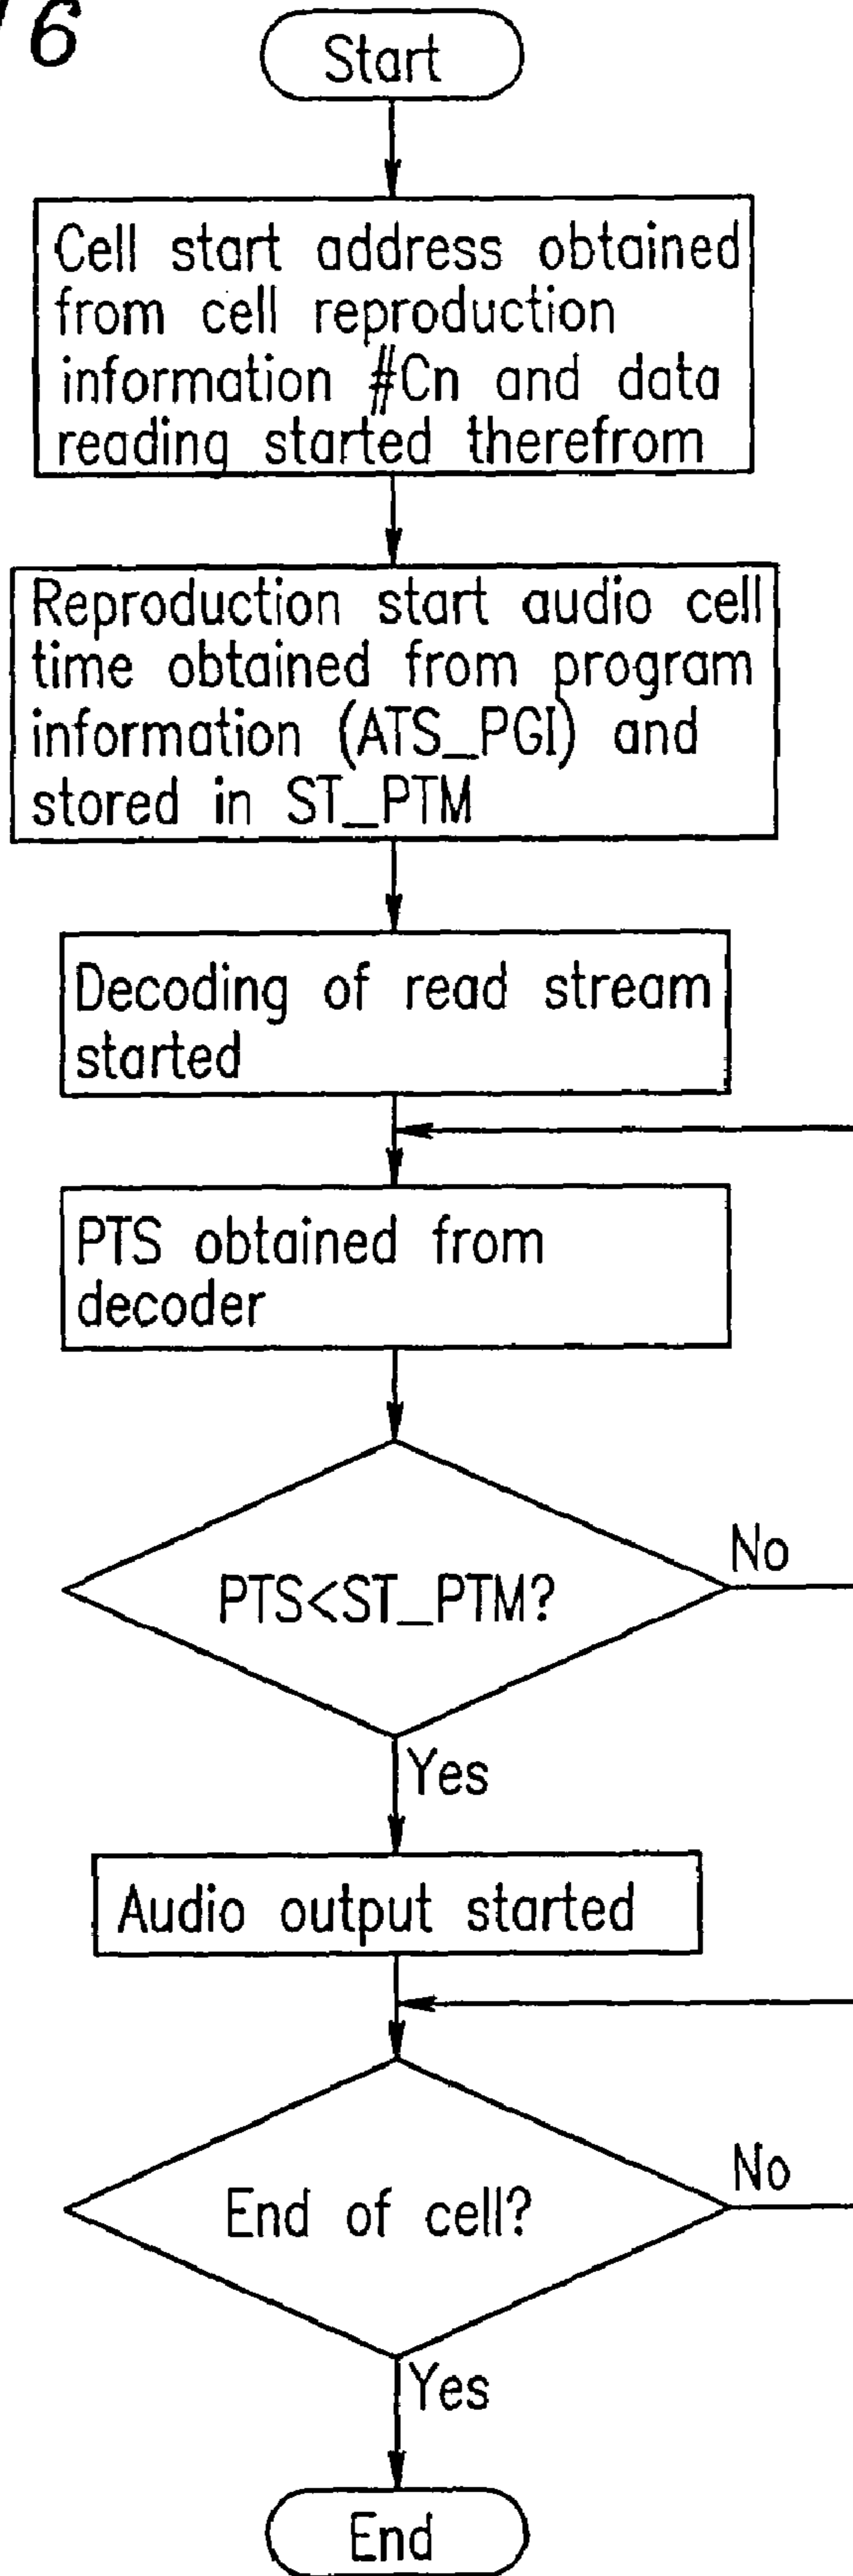 6
Start
Cell start address obtained
from cell reproduction
information #Cn and data
reading started therefrom
Reproduction start audio cell
time obtained from program
information (ATS_PGI) and
stored in ST_PTM
Decoding of read stream
started
PTS obtained from
decoder
PTS<ST_PTM?
No
Yes
Audio output started
End of cell?
No
Yes
End